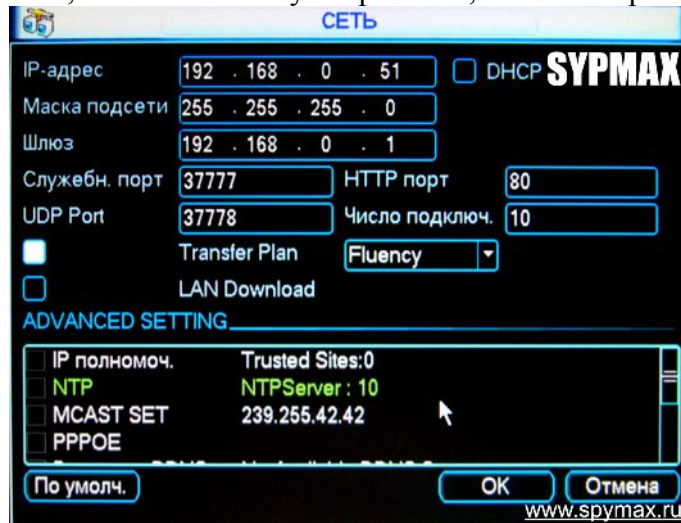 СЕТЬ
IP-адрес 192 . 168 . 0 . 51 DHCP SYPMAX
Маска подсети 255 . 255 . 255 . 0
Шлюз 192 . 168 . 0 . 1
Служебн. порт 37777 HTTP порт 80
UDP Port 37778 Число подключ. 10
Transfer Plan Fluency
LAN Download
ADVANCED SETTING
IP полномоч. Trusted Sites:0
NTP NTPServer : 10
MCAST SET 239.255.42.42
PPPOE
По умолч. OK Отмена
www.spymax.ru